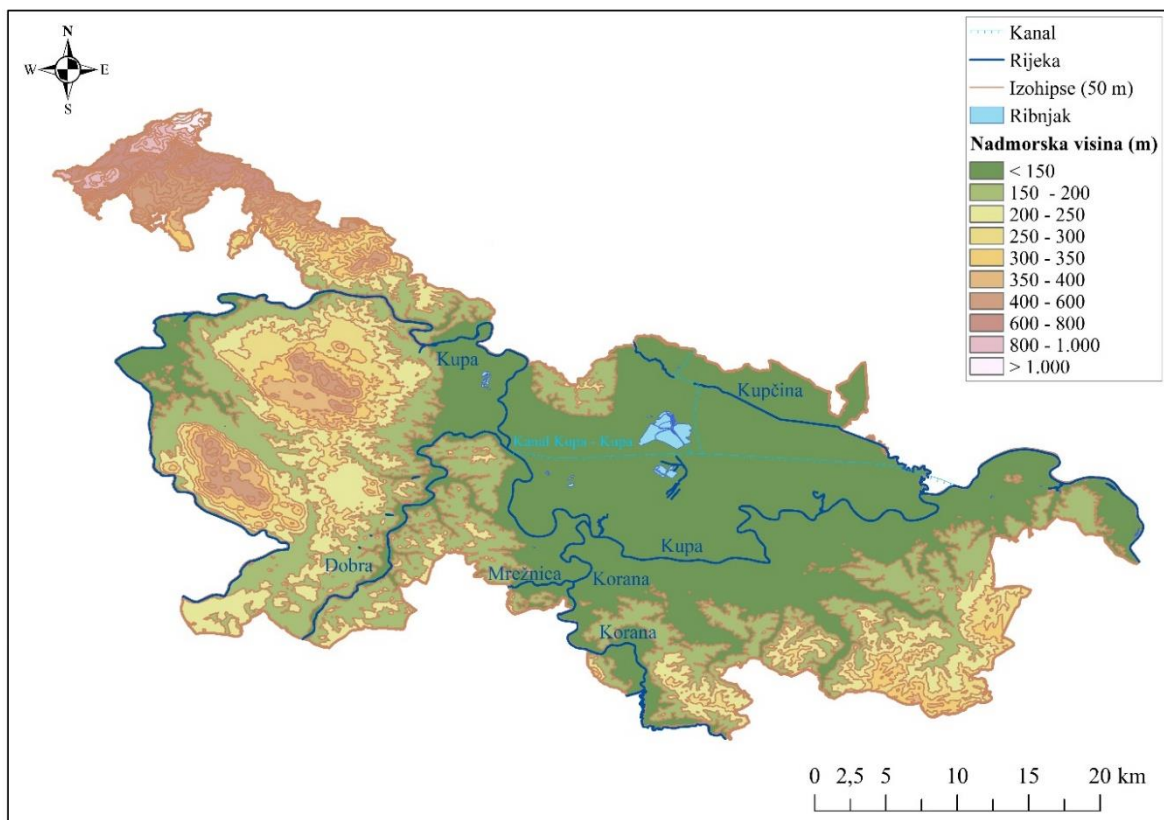 N
W E
S
Kanal
Rijeka
Izohipse (50 m)
Ribnjak
Nadmorska visina (m)
< 150
150 - 200
200 - 250
250 - 300
300 - 350
350 - 400
400 - 600
600 - 800
800 - 1.000
> 1.000
Kupa
Kupčina
Kanal Kupa - Kupa
Kupa
Dobra
Mrežnica
Korana
Korana
0 2,5 5 10 15 20 km